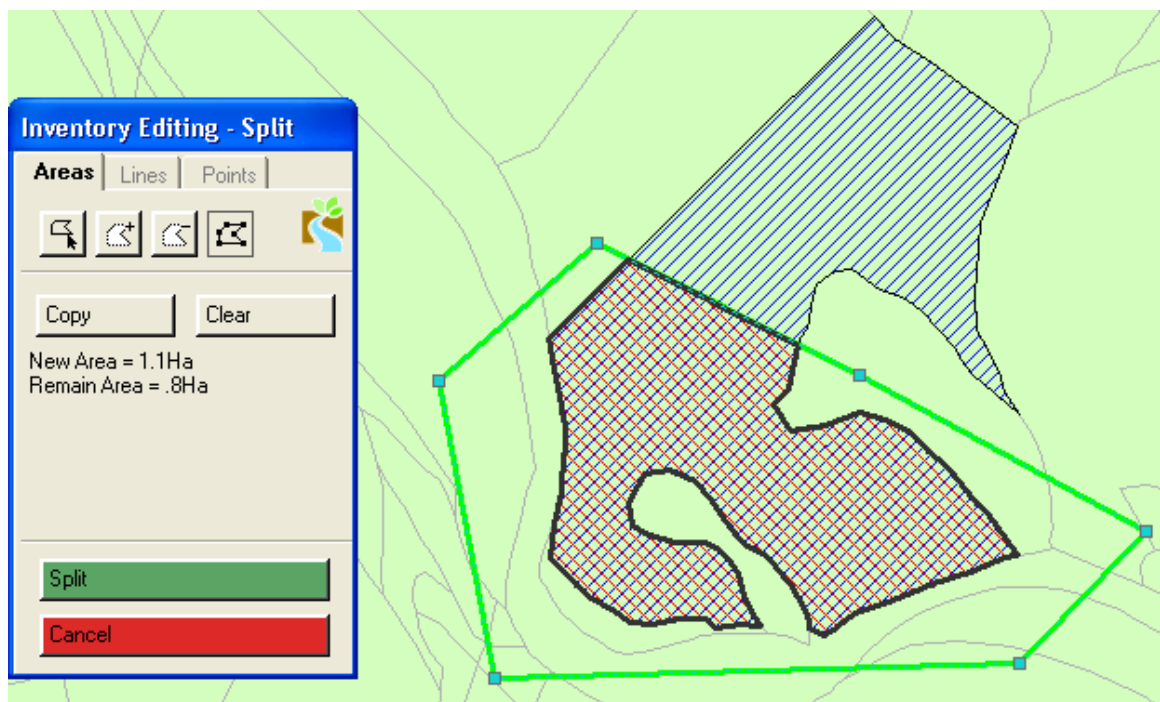 Inventory Editing - Split
Areas Lines Points
Copy Clear
New Area = 1.1Ha
Remain Area = .8Ha
Split
Cancel